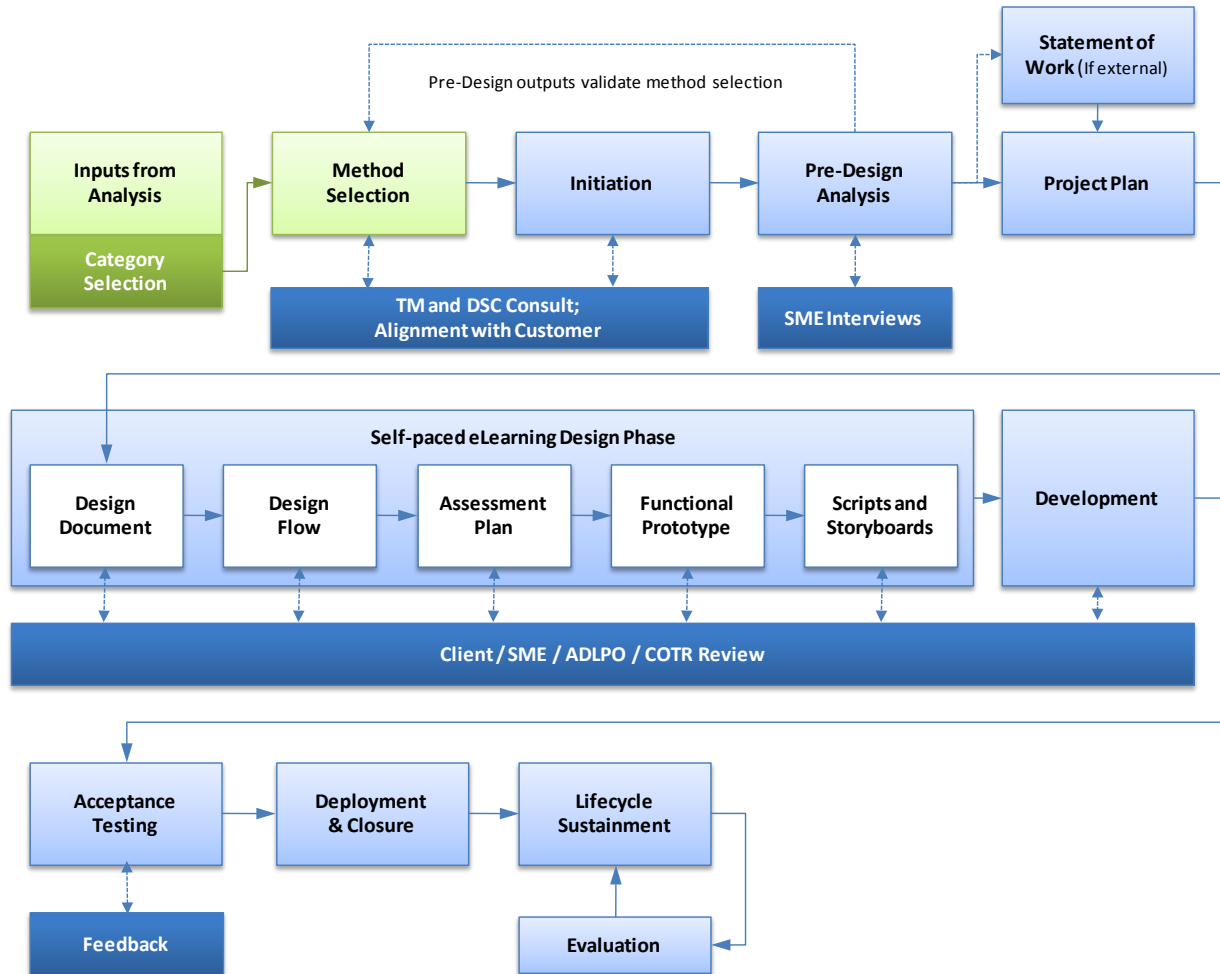 Statement of
Work (If external)
Pre-Design outputs validate method selection
Inputs from
Analysis
Category
Selection
Method
Selection
Initiation
Pre-Design
Analysis
Project Plan
TM and DSC Consult;
Alignment with Customer
SME Interviews
Self-paced eLearning Design Phase
Design
Document
Design
Flow
Assessment
Plan
Functional
Prototype
Scripts and
Storyboards
Development
Client / SME / ADLPO / COTR Review
Acceptance
Testing
Deployment
& Closure
Lifecycle
Sustainment
Feedback
Evaluation